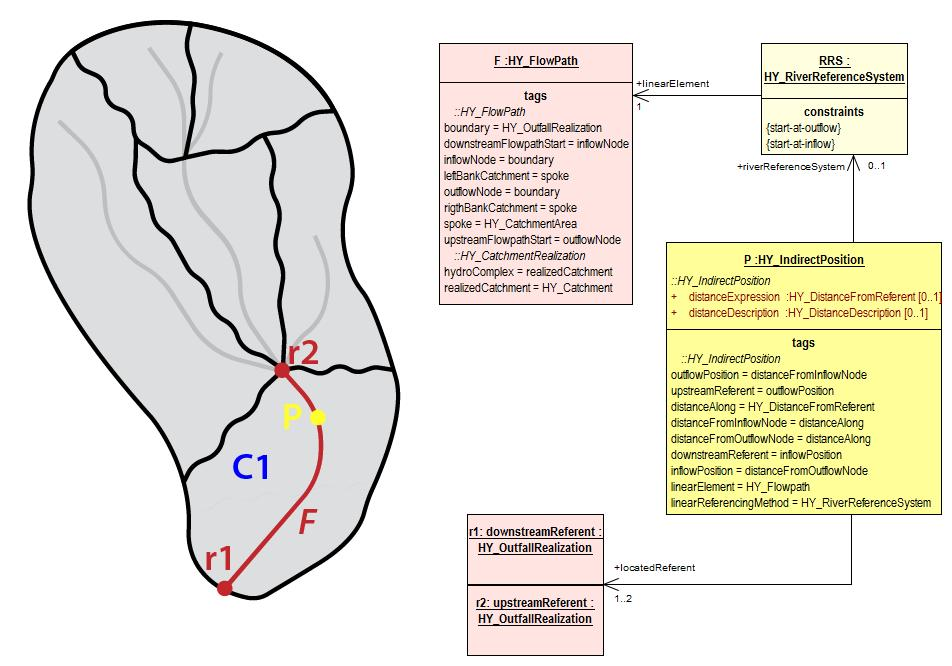 r2
P
C1
F
r1
F :HY_FlowPath
tags
::HY_FlowPath
boundary = HY_OutfallRealization
downstreamFlowpathStart = inflowNode
inflowNode = boundary
leftBankCatchment = spoke
outflowNode = boundary
rigthBankCatchment = spoke
spoke = HY_CatchmentArea
upstreamFlowpathStart = outflowNode
::HY_CatchmentRealization
hydroComplex = realizedCatchment
realizedCatchment = HY_Catchment
+linearElement
1
RRS :
HY_RiverReferenceSystem
constraints
{start-at-outflow}
{start-at-inflow}
+riverReferenceSystem
0..1
P :HY_IndirectPosition
::HY_IndirectPosition
+ distanceExpression :HY_DistanceFromReferent [0..1]
+ distanceDescription :HY_DistanceDescription [0..1]
tags
::HY_IndirectPosition
outflowPosition = distanceFromInflowNode
upstreamReferent = outflowPosition
distanceAlong = HY_DistanceFromReferent
distanceFromInflowNode = distanceAlong
distanceFromOutflowNode = distanceAlong
downstreamReferent = inflowPosition
inflowPosition = distanceFromOutflowNode
linearElement = HY_Flowpath
linearReferencingMethod = HY_RiverReferenceSystem
r1: downstreamReferent :
HY_OutfallRealization
+locatedReferent
1..2
r2: upstreamReferent :
HY_OutfallRealization